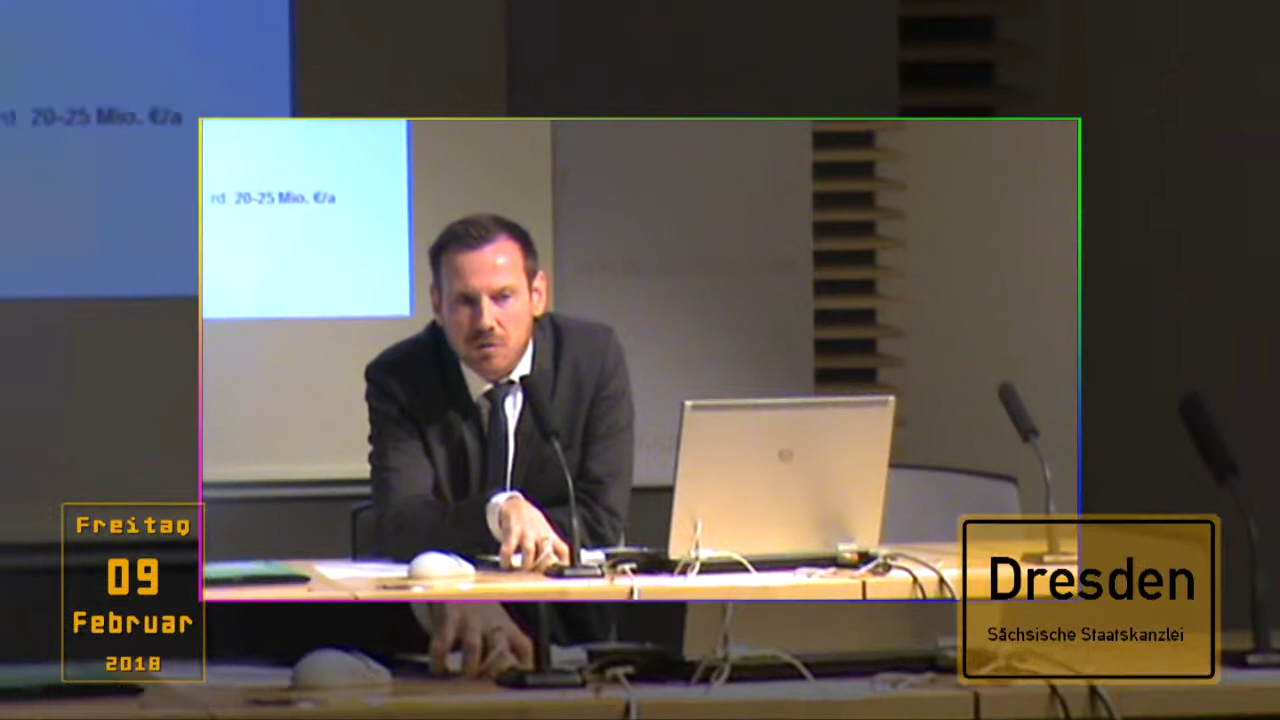 rd 20-25 Mio. €/a
rd 20-25 Mio. €/a
Freitag
09
Februar
2018
Dresden
Sächsische Staatskanzlei